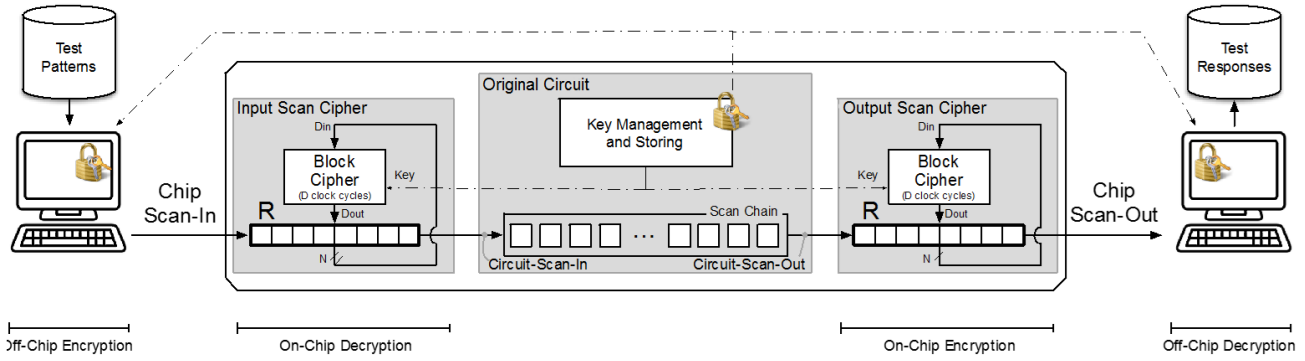 Test
Patterns
Test
Responses
Original Circuit
Input Scan Cipher
Output Scan Cipher
Key Management
and Storing
Din
Block
Cipher
(D clock cycles)
Key
Dout
R
N
Chip
Scan-In
Scan Chain
...
Circuit-Scan-In
Circuit-Scan-Out
Din
Block
Cipher
(D clock cycles)
Key
Dout
R
N
Chip
Scan-Out
Off-Chip Encryption
On-Chip Decryption
On-Chip Encryption
Off-Chip Decryption